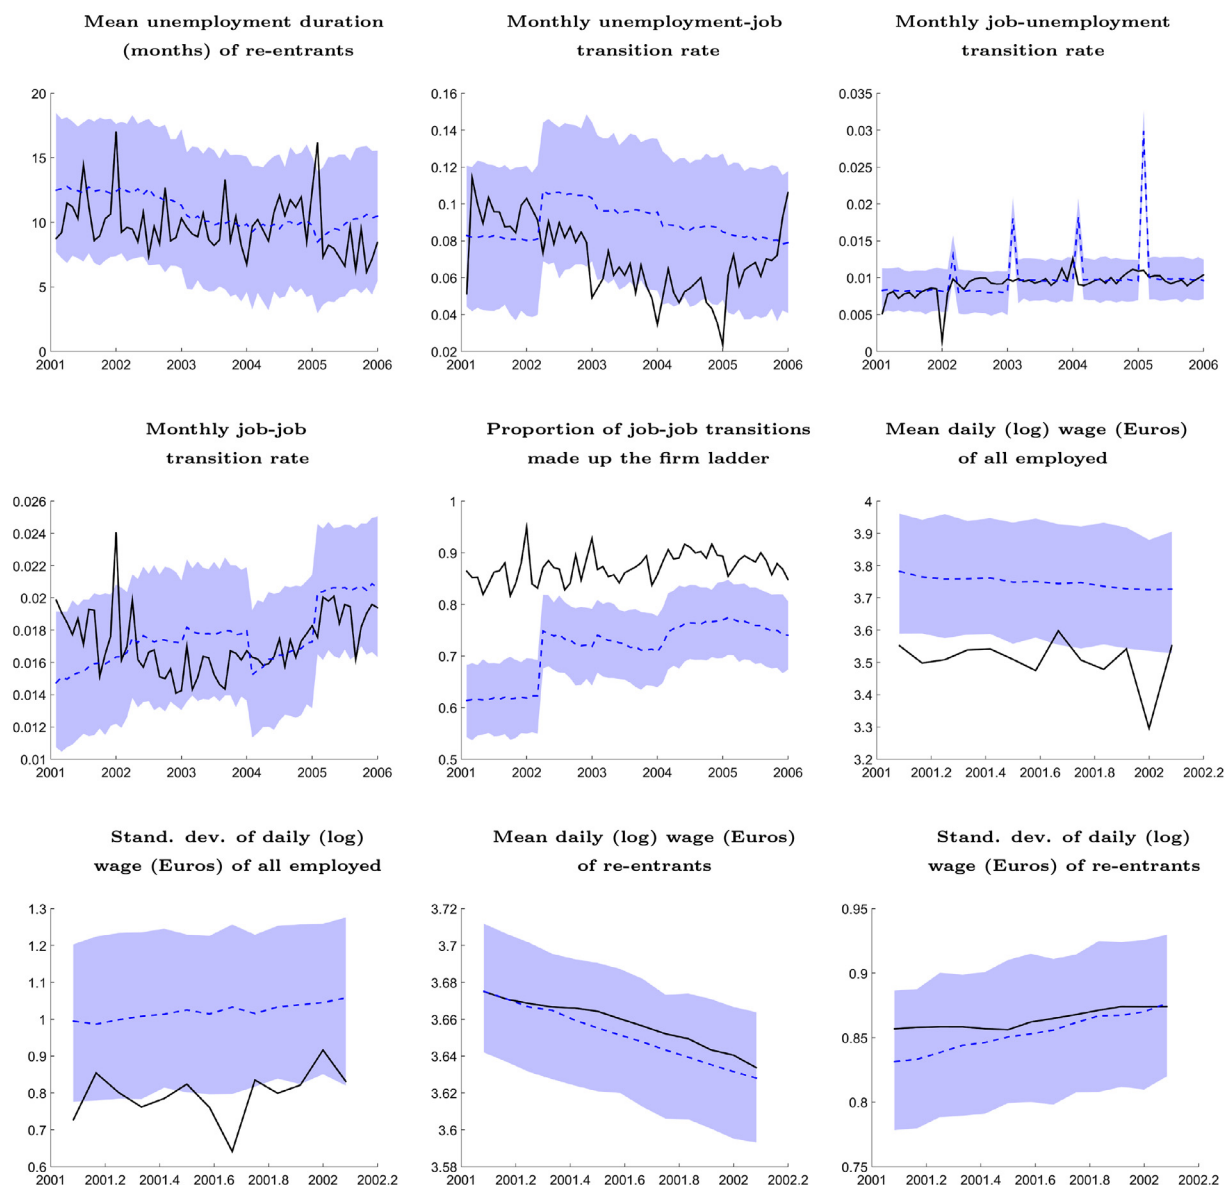 Mean unemployment duration
(months) of re-entrants
Monthly unemployment-job
transition rate
Monthly job-unemployment
transition rate
20
15
10
5
0
2001 2002 2003 2004 2005 2006
0.16
0.14
0.12
0.1
0.08
0.06
0.04
0.02
2001 2002 2003 2004 2005 2006
0.035
0.03
0.025
0.02
0.015
0.01
0.005
0
2001 2002 2003 2004 2005 2006
Monthly job-job
transition rate
Proportion of job-job transitions
made up the firm ladder
Mean daily (log) wage (Euros)
of all employed
0.026
0.024
0.022
0.02
0.018
0.016
0.014
0.012
0.01
2001 2002 2003 2004 2005 2006
1
0.9
0.8
0.7
0.6
0.5
2001 2002 2003 2004 2005 2006
4
3.9
3.8
3.7
3.6
3.5
3.4
3.3
3.2
2001 2001.2 2001.4 2001.6 2001.8 2002 2002.2
Stand. dev. of daily (log)
wage (Euros) of all employed
Mean daily (log) wage (Euros)
of re-entrants
Stand. dev. of daily (log)
wage (Euros) of re-entrants
1.3
1.2
1.1
1
0.9
0.8
0.7
0.6
2001 2001.2 2001.4 2001.6 2001.8 2002 2002.2
3.72
3.7
3.68
3.66
3.64
3.62
3.6
3.58
2001 2001.2 2001.4 2001.6 2001.8 2002 2002.2
0.95
0.9
0.85
0.8
0.75
2001 2001.2 2001.4 2001.6 2001.8 2002 2002.2